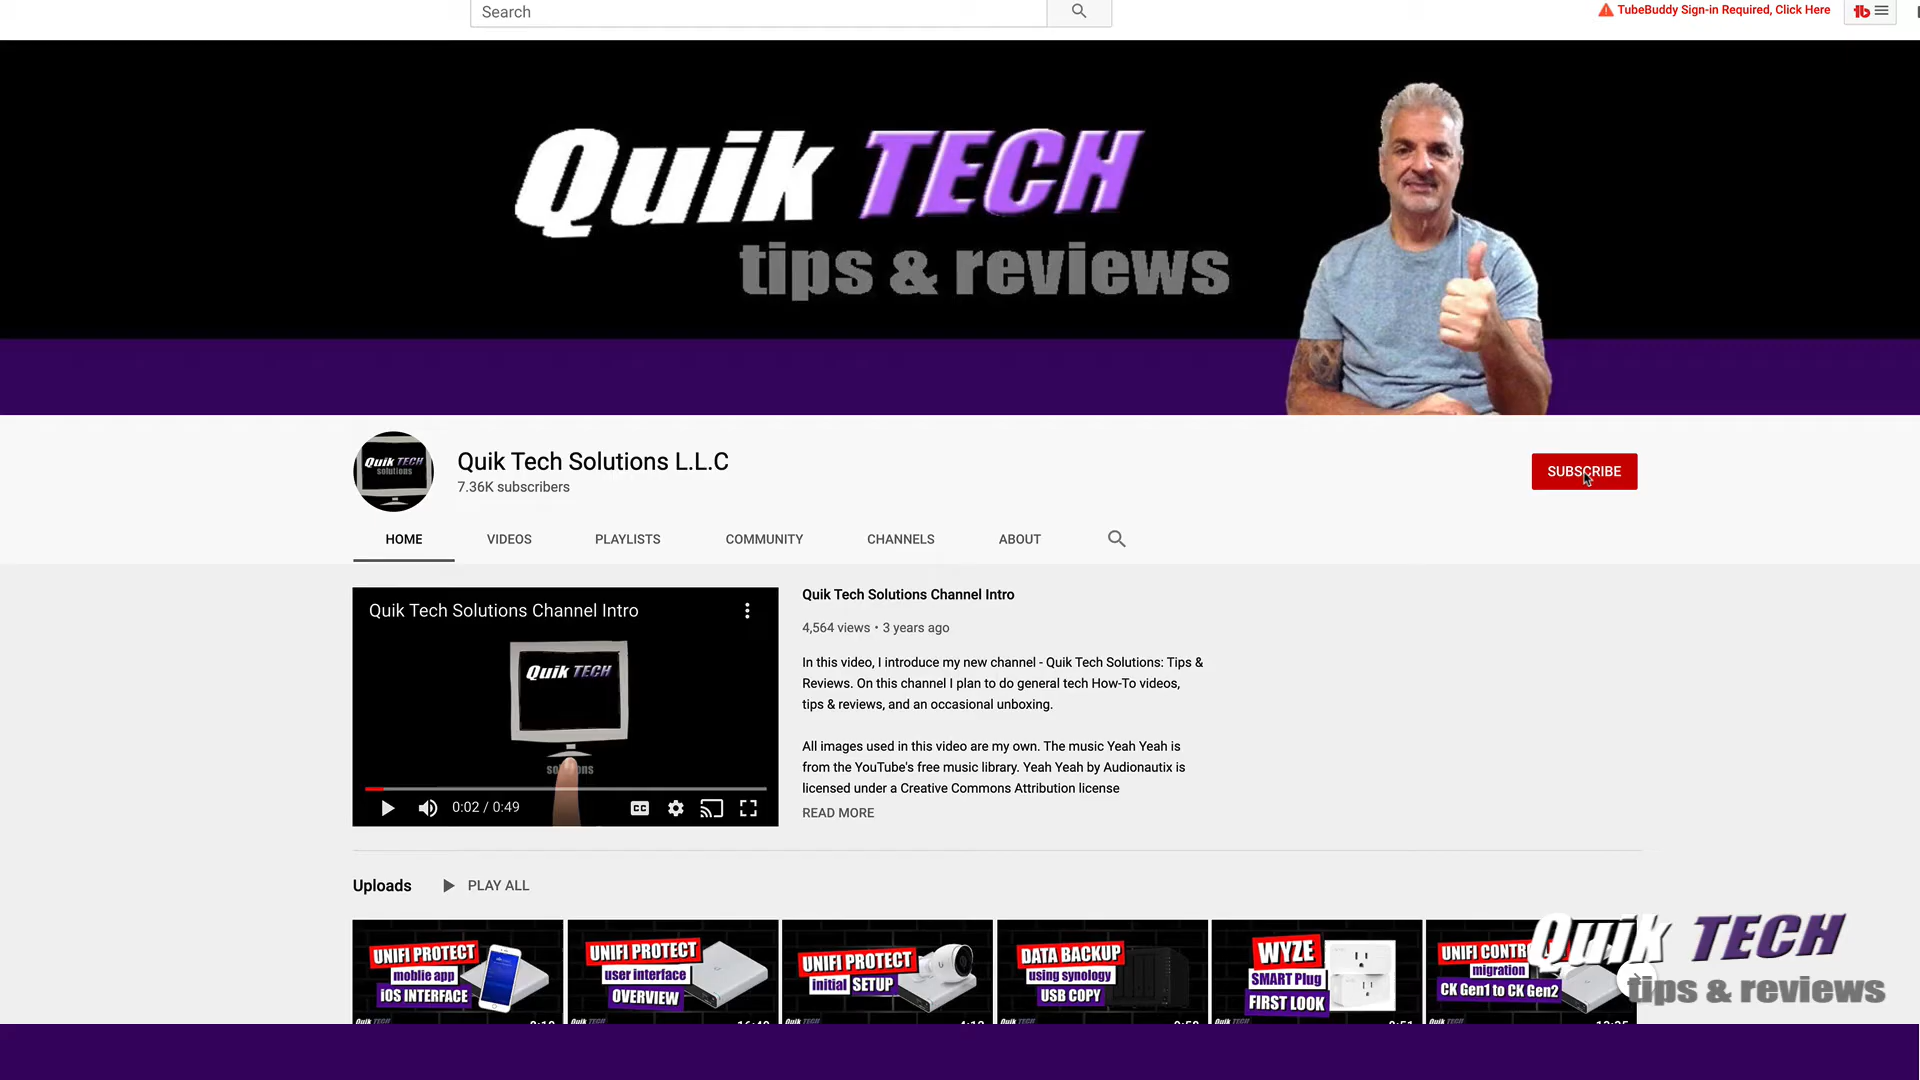 Search
TubeBuddy Sign-in Required, Click Here
Quik TECH
tips & reviews
Quik TECH
solutions
Quik Tech Solutions L.L.C
7.36K subscribers
SUBSCRIBE
HOME
VIDEOS
PLAYLISTS
COMMUNITY
CHANNELS
ABOUT
Quik Tech Solutions Channel Intro
Quik TECH
0:02 / 0:49
CC
Quik Tech Solutions Channel Intro
4,564 views • 3 years ago
In this video, I introduce my new channel - Quik Tech Solutions: Tips &
Reviews. On this channel I plan to do general tech How-To videos,
tips & reviews, and an occasional unboxing.
All images used in this video are my own. The music Yeah Yeah is
from the YouTube's free music library. Yeah Yeah by Audionautix is
licensed under a Creative Commons Attribution license
READ MORE
Uploads
PLAY ALL
UNIFI PROTECT
moblie app
iOS INTERFACE
UNIFI PROTECT
user interface
OVERVIEW
UNIFI PROTECT
initial SETUP
DATA BACKUP
using synology
USB COPY
WYZE
SMART Plug
FIRST LOOK
UNIFI
migration
CK Gen1 to CK Gen2
Quik TECH
tips & reviews